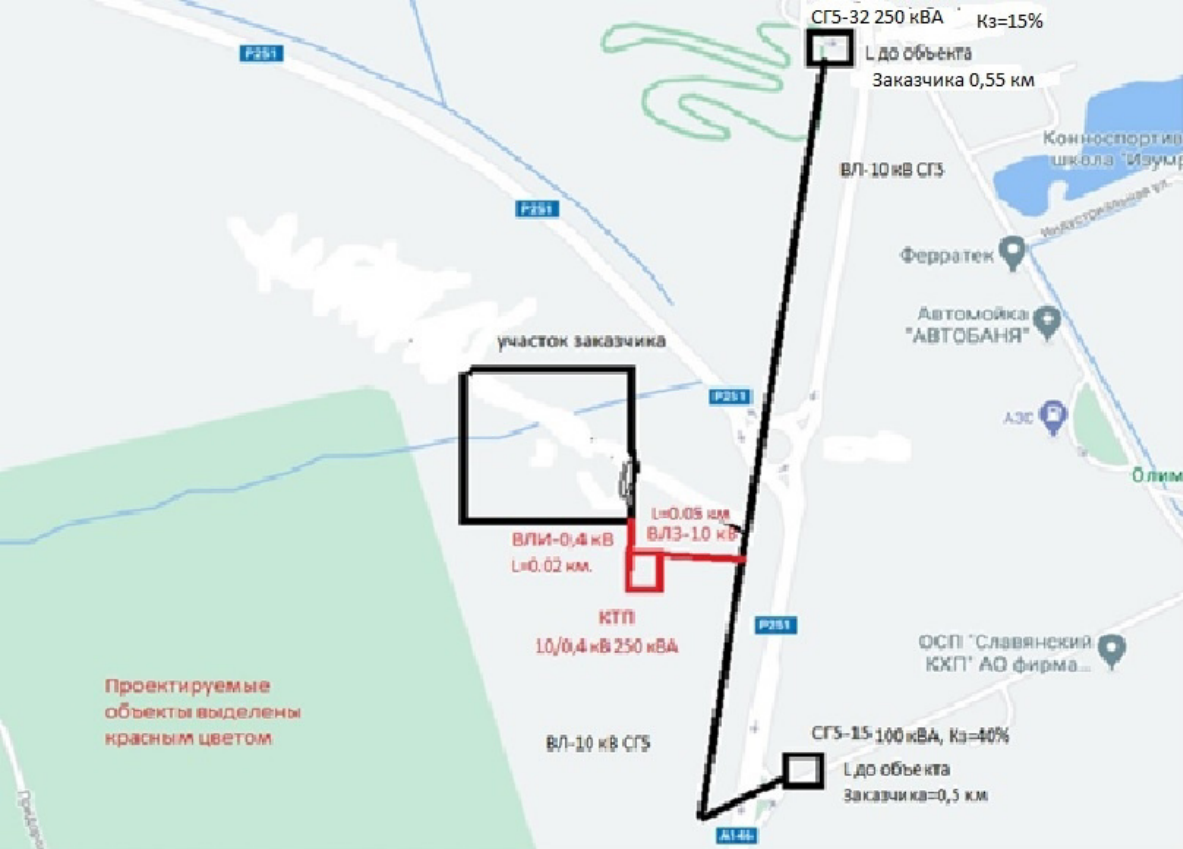 СГ5-32 250 кВА Кз=15%
Р251
L до объекта
Заказчика 0,55 км
Конноспортив
школа "Изумр
ВЛ-10 кВ СГ5
Индустриальная ул.
Р251
Ферратек
Автомойка
"АВТОБАНЯ"
участок заказчика
Р251
АЗС
Олим
L=0.05 км.
ВЛЗ-10 кВ
ВЛИ-0,4 кВ
L=0.02 км.
КТП
10/0,4 кВ 250 кВА
Р251
ОСП "Славянский
КХП" АО фирма...
Проектируемые
объекты выделены
красным цветом
ВЛ-10 кВ СГ5
СГ5-15 100 кВА, Кз=40%
L до объекта
Заказчика=0,5 км
А146